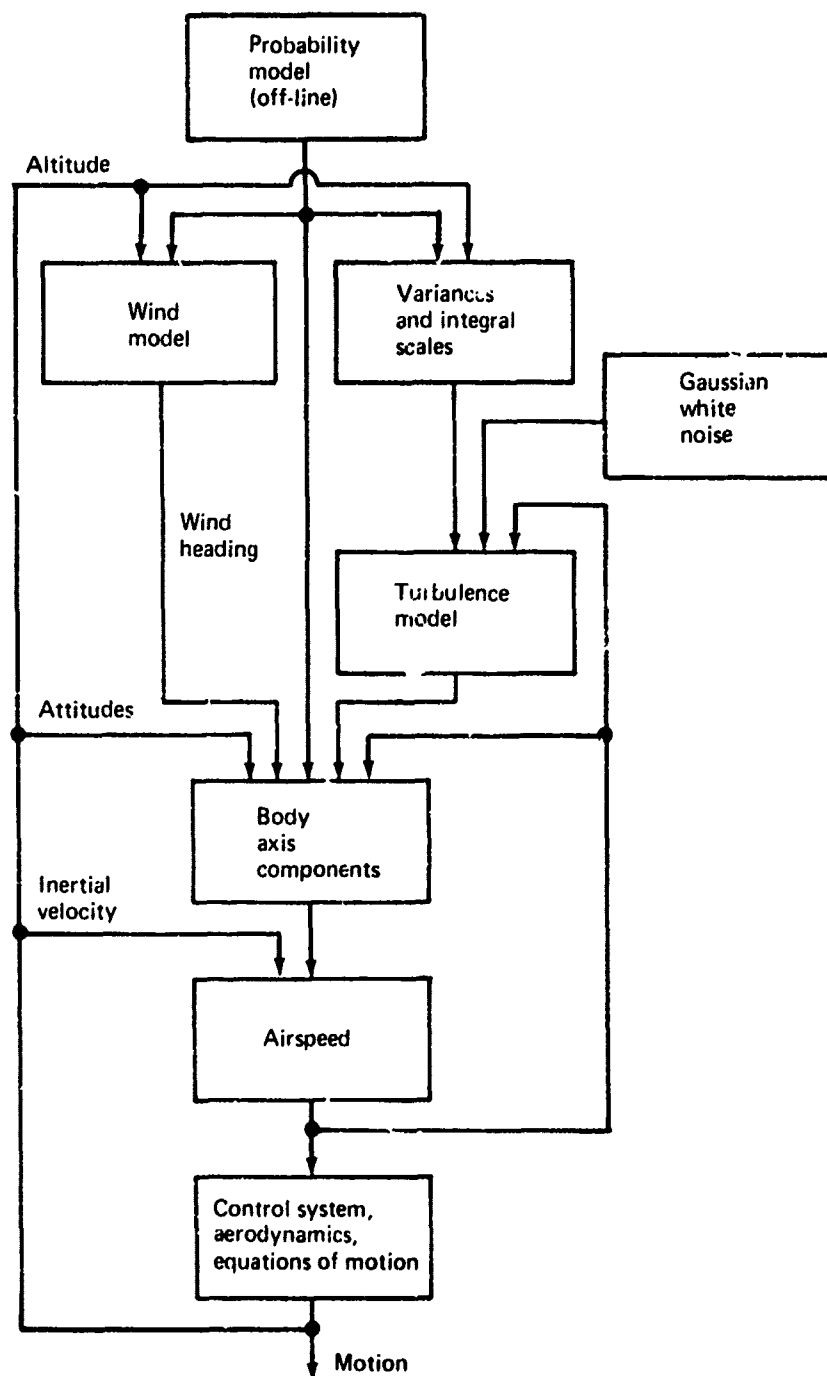 Probability
model
(off-line)
Altitude
Wind
model
Variances
and integral
scales
Gaussian
white
noise
Wind
heading
Turbulence
model
Attitudes
Body
axis
components
Inertial
velocity
Airspeed
Control system,
aerodynamics,
equations of motion
Motion